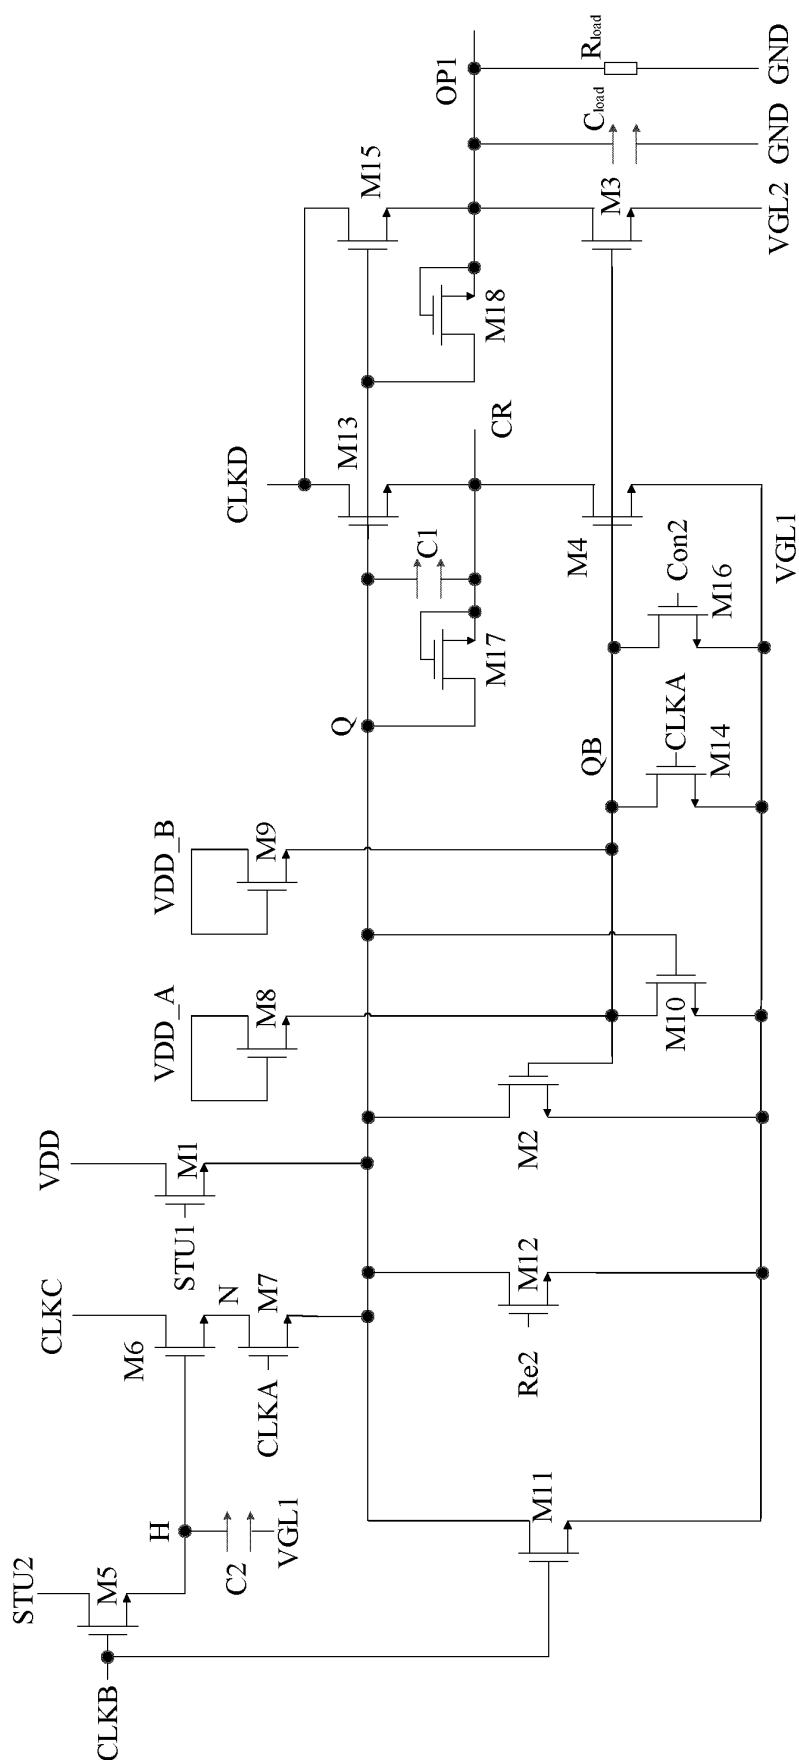 CLKB
STU2
M5
H
C2
VGL1
M6
CLKC
N
M7
CLKA
STU1
M1
VDD
M11
Re2
M12
M2
VDD_A
M8
M10
VDD_B
M9
QB
Q
CLKA
M14
Con2
M16
VGL1
M17
C1
M4
CLKD
M13
CR
M18
M15
M3
VGL2
OP1
Cload
GND
Rload
GND